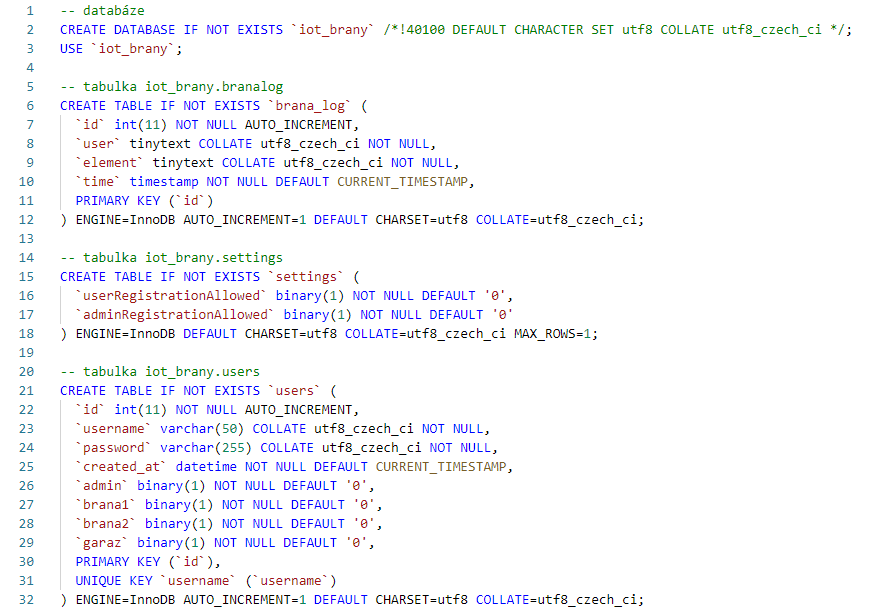 1 -- databáze
2 CREATE DATABASE IF NOT EXISTS `iot_brany` /*!40100 DEFAULT CHARACTER SET utf8 COLLATE utf8_czech_ci */;
3 USE `iot_brany`;
4
5 -- tabulka iot_brany.branalog
6 CREATE TABLE IF NOT EXISTS `brana_log` (
7 `id` int(11) NOT NULL AUTO_INCREMENT,
8 `user` tinytext COLLATE utf8_czech_ci NOT NULL,
9 `element` tinytext COLLATE utf8_czech_ci NOT NULL,
10 `time` timestamp NOT NULL DEFAULT CURRENT_TIMESTAMP,
11 PRIMARY KEY (`id`)
12 ) ENGINE=InnoDB AUTO_INCREMENT=1 DEFAULT CHARSET=utf8 COLLATE=utf8_czech_ci;
13
14 -- tabulka iot_brany.settings
15 CREATE TABLE IF NOT EXISTS `settings` (
16 `userRegistrationAllowed` binary(1) NOT NULL DEFAULT '0',
17 `adminRegistrationAllowed` binary(1) NOT NULL DEFAULT '0'
18 ) ENGINE=InnoDB DEFAULT CHARSET=utf8 COLLATE=utf8_czech_ci MAX_ROWS=1;
19
20 -- tabulka iot_brany.users
21 CREATE TABLE IF NOT EXISTS `users` (
22 `id` int(11) NOT NULL AUTO_INCREMENT,
23 `username` varchar(50) COLLATE utf8_czech_ci NOT NULL,
24 `password` varchar(255) COLLATE utf8_czech_ci NOT NULL,
25 `created_at` datetime NOT NULL DEFAULT CURRENT_TIMESTAMP,
26 `admin` binary(1) NOT NULL DEFAULT '0',
27 `brana1` binary(1) NOT NULL DEFAULT '0',
28 `brana2` binary(1) NOT NULL DEFAULT '0',
29 `garaz` binary(1) NOT NULL DEFAULT '0',
30 PRIMARY KEY (`id`),
31 UNIQUE KEY `username` (`username`)
32 ) ENGINE=InnoDB AUTO_INCREMENT=1 DEFAULT CHARSET=utf8 COLLATE=utf8_czech_ci;